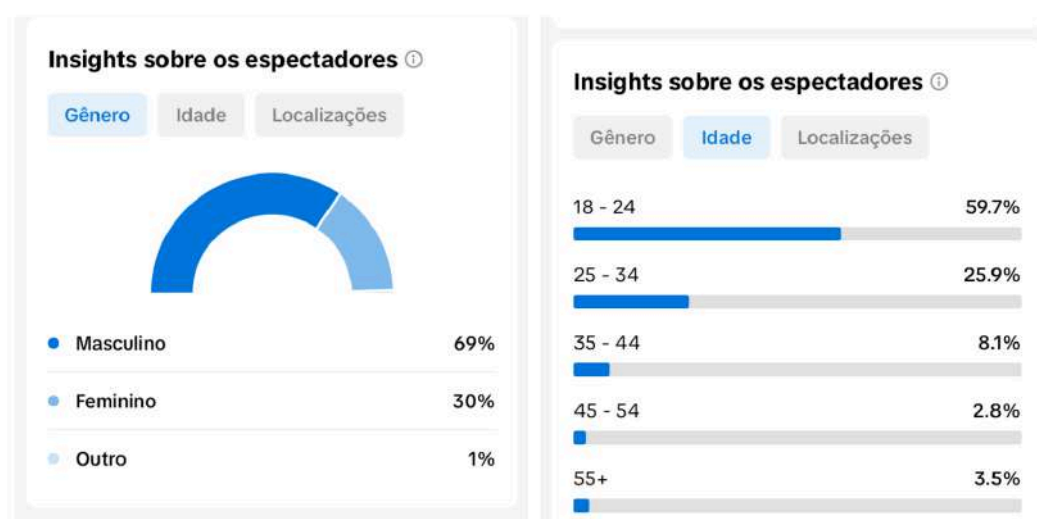 Insights sobre os espectadores
Gênero Idade Localizações
Masculino 69%
Feminino 30%
Outro 1%
Insights sobre os espectadores
Gênero Idade Localizações
18 - 24 59.7%
25 - 34 25.9%
35 - 44 8.1%
45 - 54 2.8%
55+ 3.5%